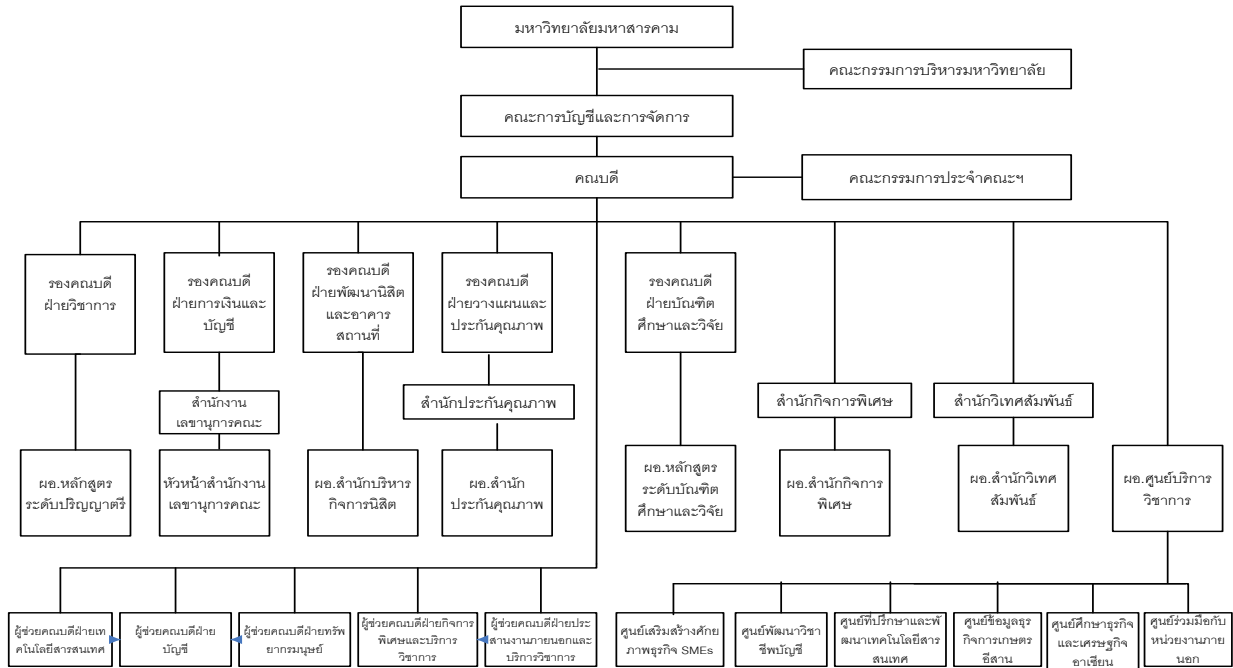 มหาวิทยาลัยมหาสารคาม
คณะกรรมการบริหารมหาวิทยาลัย
คณะการบัญชีและการจัดการ
คณบดี
คณะกรรมการประจำคณะฯ
รองคณบดี
ฝ่ายวิชาการ
รองคณบดี
ฝ่ายการเงินและ
บัญชี
รองคณบดี
ฝ่ายพัฒนานิสิต
และอาคาร
สถานที่
รองคณบดี
ฝ่ายวางแผนและ
ประกันคุณภาพ
รองคณบดี
ฝ่ายบัณฑิต
ศึกษาและวิจัย
สำนักงาน
เลขานุการคณะ
สำนักประกันคุณภาพ
สำนักกิจการพิเศษ
สำนักวิเทศสัมพันธ์
ผอ.หลักสูตร
ระดับปริญญาตรี
หัวหน้าสำนักงาน
เลขานุการคณะ
ผอ.สำนักบริหาร
กิจการนิสิต
ผอ.สำนัก
ประกันคุณภาพ
ผอ.หลักสูตร
ระดับบัณฑิต
ศึกษาและวิจัย
ผอ.สำนักกิจการ
พิเศษ
ผอ.สำนักวิเทศ
สัมพันธ์
ผอ.ศูนย์บริการ
วิชาการ
ผู้ช่วยคณบดีฝ่ายเท
คโนโลยีสารสนเทศ
ผู้ช่วยคณบดีฝ่าย
บัญชี
ผู้ช่วยคณบดีฝ่ายทรัพ
ยากรมนุษย์
ผู้ช่วยคณบดีฝ่ายกิจการ
พิเศษและบริการ
วิชาการ
ผู้ช่วยคณบดีฝ่ายประ
สานงานภายนอกและ
บริการวิชาการ
ศูนย์เสริมสร้างศักย
ภาพธุรกิจ SMEs
ศูนย์พัฒนาวิชา
ชีพบัญชี
ศูนย์ที่ปรึกษาและพั
ฒนาเทคโนโลยีสาร
สนเทศ
ศูนย์ข้อมูลธุร
กิจการเกษตร
อีสาน
ศูนย์ศึกษาธุรกิจ
และเศรษฐกิจ
อาเซียน
ศูนย์ร่วมมือกับ
หน่วยงานภาย
นอก